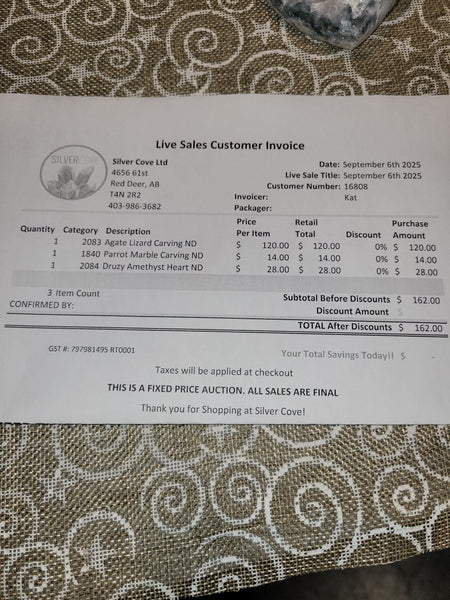 Live Sales Customer Invoice
SILVERCOVE
Silver Cove Ltd
4656 61st
Red Deer, AB
T4N 2R2
403-986-3682
Date: September 6th 2025
Live Sale Title: September 6th 2025
Customer Number: 16808
Invoicer: Kat
Packager:
Quantity Category Description Price Per Item Retail Total Discount Purchase Amount
1 2083 Agate Lizard Carving ND $ 120.00 $ 120.00 0% $ 120.00
1 1840 Parrot Marble Carving ND $ 14.00 $ 14.00 0% $ 14.00
1 2084 Druzy Amethyst Heart ND $ 28.00 $ 28.00 0% $ 28.00
3 Item Count
Subtotal Before Discounts $ 162.00
CONFIRMED BY:
Discount Amount $
TOTAL After Discounts $ 162.00
GST #: 797981495 RT0001
Your Total Savings Today!! $ -
Taxes will be applied at checkout
THIS IS A FIXED PRICE AUCTION. ALL SALES ARE FINAL
Thank you for Shopping at Silver Cove!